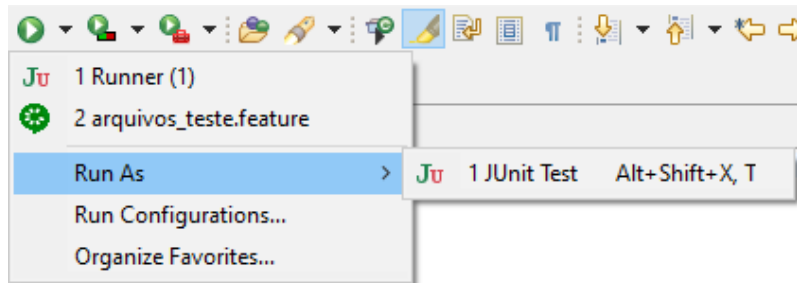 Ju 1 Runner (1)
2 arquivos_teste.feature
Run As > Ju 1 JUnit Test Alt+Shift+X, T
Run Configurations...
Organize Favorites...